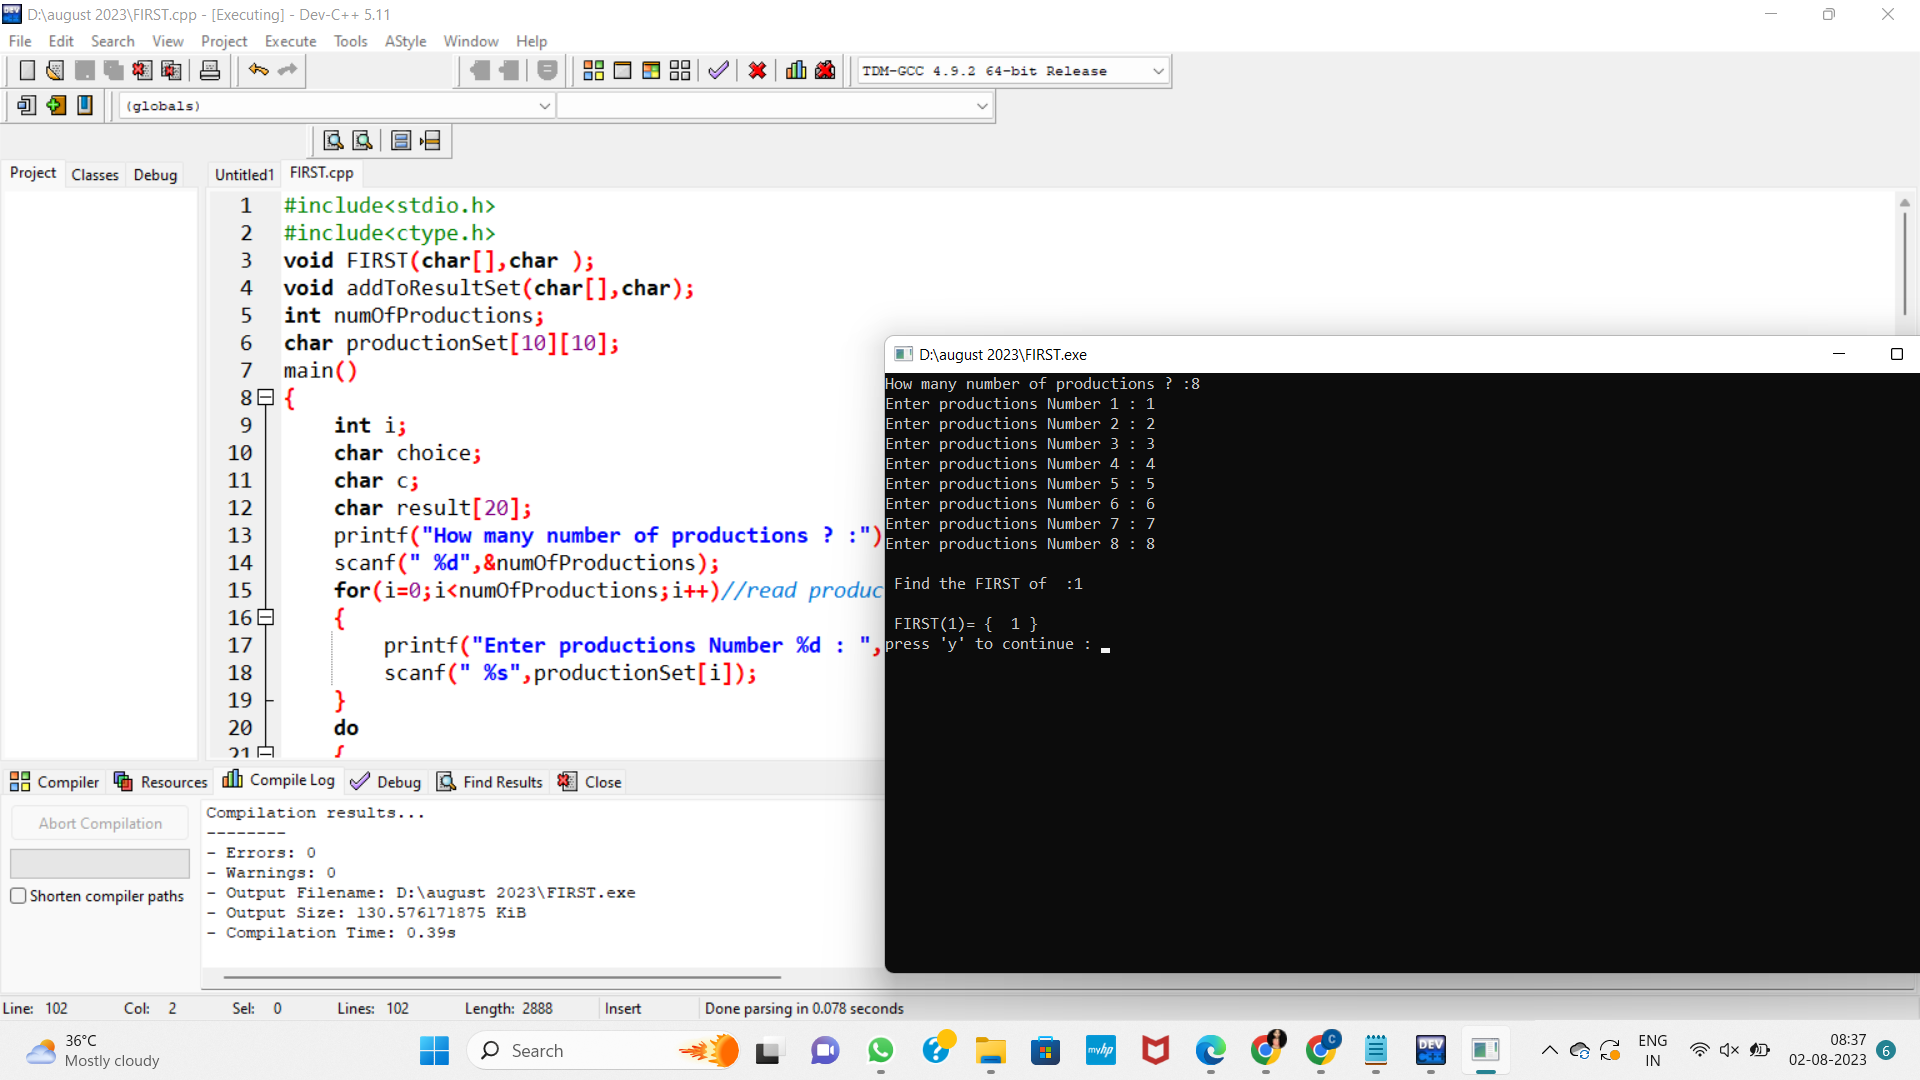 D:\august 2023\FIRST.cpp - [Executing] - Dev-C++ 5.11
File Edit Search View Project Execute Tools AStyle Window Help
TDM-GCC 4.9.2 64-bit Release
(globals)
Project Classes Debug
Untitled1 FIRST.cpp
1 #include<stdio.h>
2 #include<ctype.h>
3 void FIRST(char[],char );
4 void addToResultSet(char[],char);
5 int numOfProductions;
6 char productionSet[10][10];
7 main()
8 {
9 int i;
10 char choice;
11 char c;
12 char result[20];
13 printf("How many number of productions ? :")
14 scanf(" %d",&numOfProductions);
15 for(i=0;i<numOfProductions;i++)//read produc
16 {
17 printf("Enter productions Number %d : ",
18 scanf(" %s",productionSet[i]);
19 }
20 do
21 {
D:\august 2023\FIRST.exe
How many number of productions ? :8
Enter productions Number 1 : 1
Enter productions Number 2 : 2
Enter productions Number 3 : 3
Enter productions Number 4 : 4
Enter productions Number 5 : 5
Enter productions Number 6 : 6
Enter productions Number 7 : 7
Enter productions Number 8 : 8
Find the FIRST of  :1
FIRST(1)= {  1 }
press 'y' to continue :
Compiler Resources Compile Log Debug Find Results Close
Abort Compilation
Shorten compiler paths
Compilation results...
--------
- Errors: 0
- Warnings: 0
- Output Filename: D:\august 2023\FIRST.exe
- Output Size: 130.576171875 KiB
- Compilation Time: 0.39s
Line: 102 Col: 2 Sel: 0 Lines: 102 Length: 2888 Insert Done parsing in 0.078 seconds
36°C
Mostly cloudy
Search
myhp
DEV C++
ENG
IN
08:37
02-08-2023
6